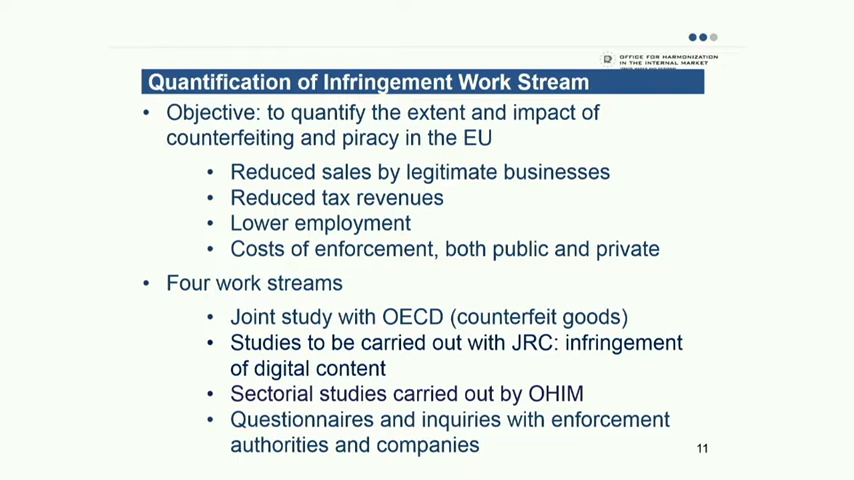 OFFICE FOR HARMONIZATION
IN THE INTERNAL MARKET
Quantification of Infringement Work Stream
• Objective: to quantify the extent and impact of
counterfeiting and piracy in the EU
• Reduced sales by legitimate businesses
• Reduced tax revenues
• Lower employment
• Costs of enforcement, both public and private
• Four work streams
• Joint study with OECD (counterfeit goods)
• Studies to be carried out with JRC: infringement
of digital content
• Sectorial studies carried out by OHIM
• Questionnaires and inquiries with enforcement
authorities and companies
11